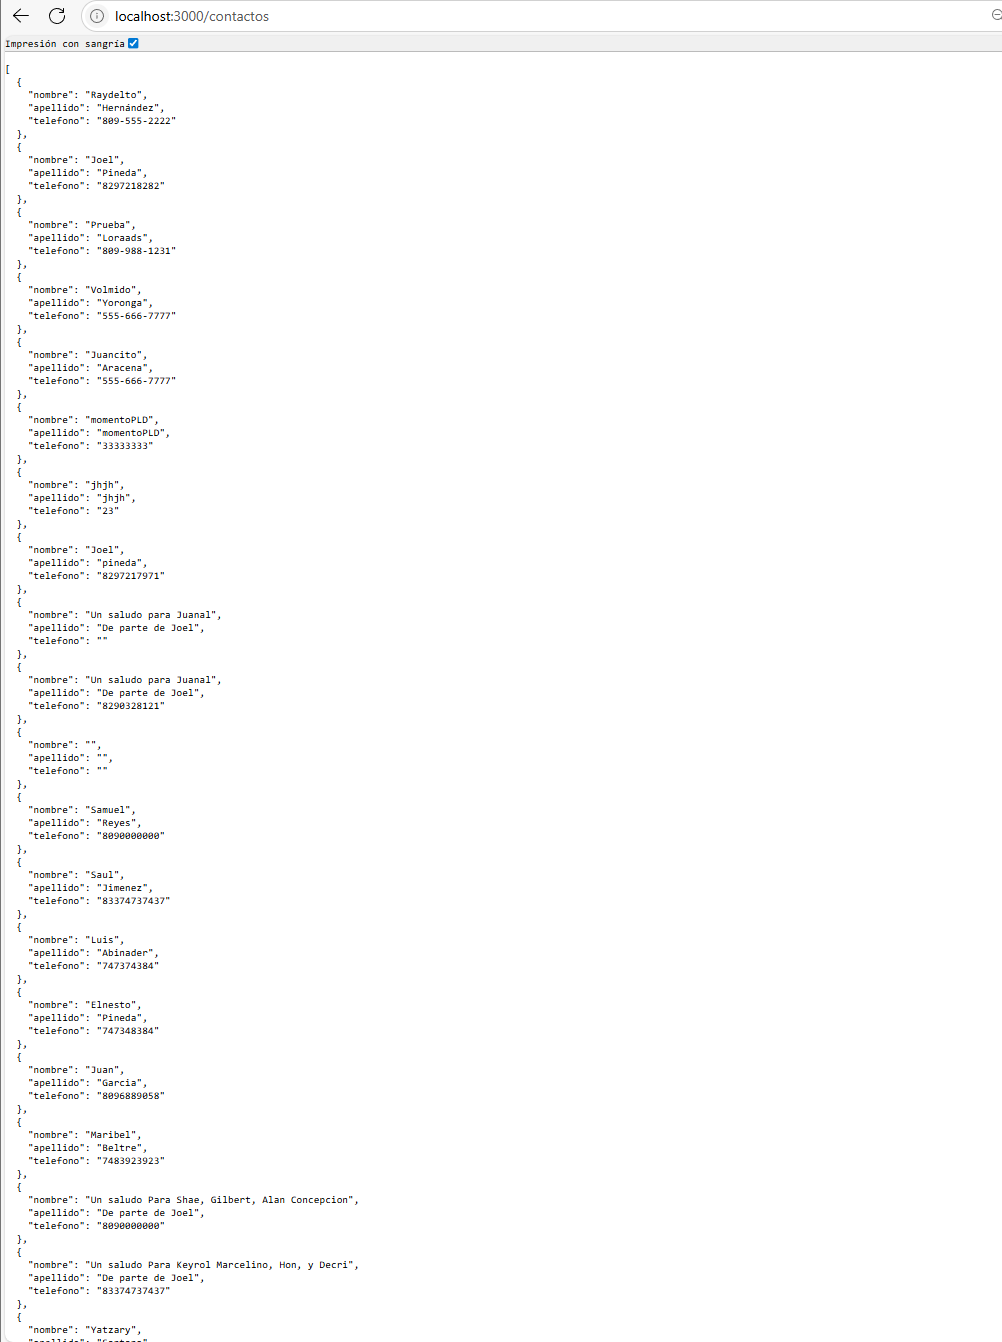 localhost:3000/contactos
Impresión con sangría
[
  {
    "nombre": "Raydelto",
    "apellido": "Hernández",
    "telefono": "809-555-2222"
  },
  {
    "nombre": "Joel",
    "apellido": "Pineda",
    "telefono": "8297218282"
  },
  {
    "nombre": "Prueba",
    "apellido": "Loraads",
    "telefono": "809-988-1231"
  },
  {
    "nombre": "Volmido",
    "apellido": "Yoronga",
    "telefono": "555-666-7777"
  },
  {
    "nombre": "Juancito",
    "apellido": "Aracena",
    "telefono": "555-666-7777"
  },
  {
    "nombre": "momentoPLD",
    "apellido": "momentoPLD",
    "telefono": "33333333"
  },
  {
    "nombre": "jhjh",
    "apellido": "jhjh",
    "telefono": "23"
  },
  {
    "nombre": "Joel",
    "apellido": "pineda",
    "telefono": "8297217971"
  },
  {
    "nombre": "Un saludo para Juanal",
    "apellido": "De parte de Joel",
    "telefono": ""
  },
  {
    "nombre": "Un saludo para Juanal",
    "apellido": "De parte de Joel",
    "telefono": "8290328121"
  },
  {
    "nombre": "",
    "apellido": "",
    "telefono": ""
  },
  {
    "nombre": "Samuel",
    "apellido": "Reyes",
    "telefono": "8090000000"
  },
  {
    "nombre": "Saul",
    "apellido": "Jimenez",
    "telefono": "83374737437"
  },
  {
    "nombre": "Luis",
    "apellido": "Abinader",
    "telefono": "747374384"
  },
  {
    "nombre": "Elnesto",
    "apellido": "Pineda",
    "telefono": "747348384"
  },
  {
    "nombre": "Juan",
    "apellido": "Garcia",
    "telefono": "8096889058"
  },
  {
    "nombre": "Maribel",
    "apellido": "Beltre",
    "telefono": "7483923923"
  },
  {
    "nombre": "Un saludo Para Shae, Gilbert, Alan Concepcion",
    "apellido": "De parte de Joel",
    "telefono": "8090000000"
  },
  {
    "nombre": "Un saludo Para Keyrol Marcelino, Hon, y Decri",
    "apellido": "De parte de Joel",
    "telefono": "83374737437"
  },
  {
    "nombre": "Yatzary",